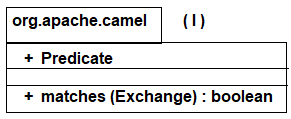 org.apache.camel ( I )
+ Predicate
+ matches (Exchange) : boolean